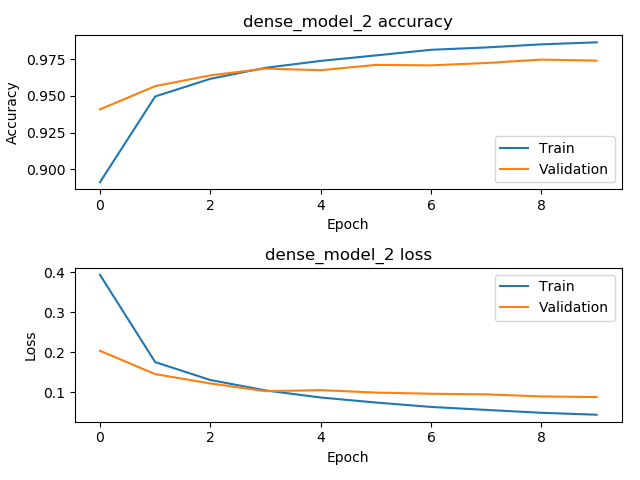 dense_model_2 accuracy
0.975
0.950
0.925
0.900
Accuracy
Train
Validation
0 2 4 6 8
Epoch
dense_model_2 loss
0.4
0.3
0.2
0.1
Loss
Train
Validation
0 2 4 6 8
Epoch